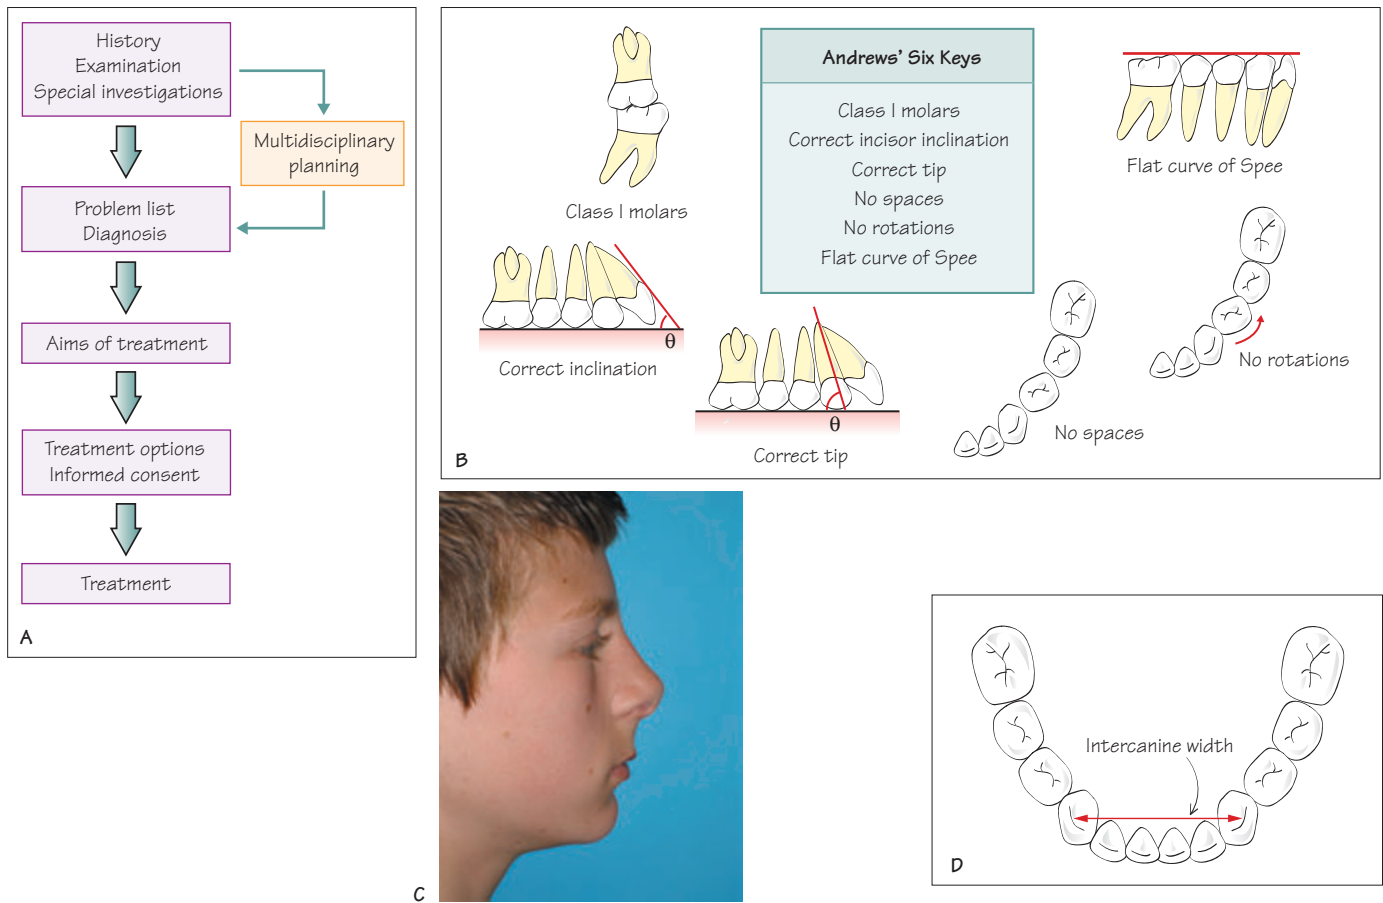 History
Examination
Special investigations
Multidisciplinary
planning
Problem list
Diagnosis
Aims of treatment
Treatment options
Informed consent
Treatment
A
Andrews’ Six Keys
Class I molars
Correct incisor inclination
Correct tip
No spaces
No rotations
Flat curve of Spee
Class I molars
Flat curve of Spee
θ
Correct inclination
θ
Correct tip
No spaces
No rotations
B
C
Intercanine width
D